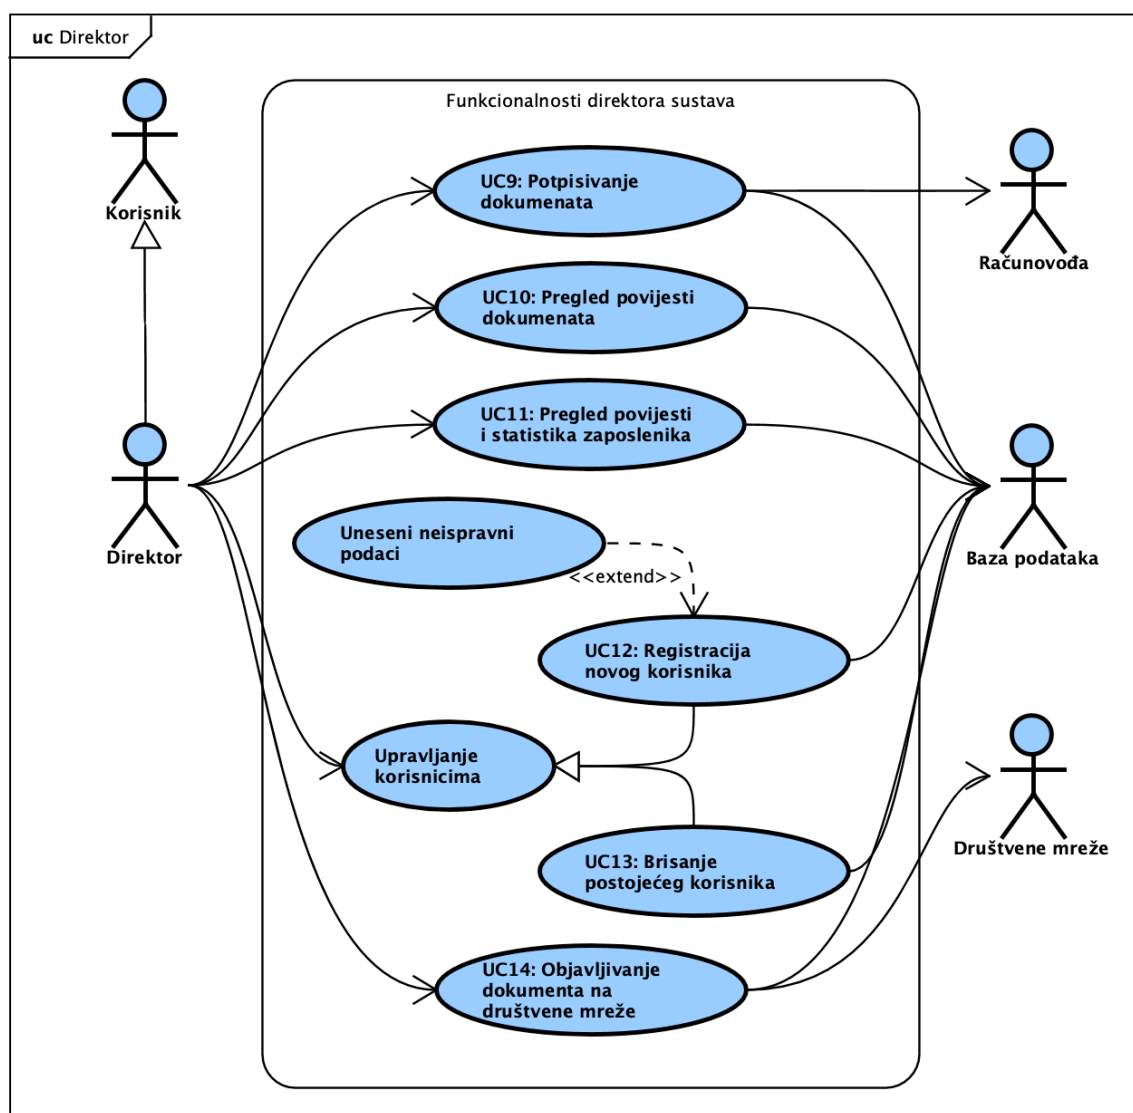 uc Direktor
Funkcionalnosti direktora sustava
Korisnik
UC9: Potpisivanje
dokumenata
Računovođa
UC10: Pregled povijesti
dokumenata
UC11: Pregled povijesti
i statistika zaposlenika
Direktor
Uneseni neispravni
podaci
Baza podataka
<<extend>>
UC12: Registracija
novog korisnika
Upravljanje
korisnicima
Društvene mreže
UC13: Brisanje
postojećeg korisnika
UC14: Objavljivanje
dokumenta na
društvene mreže